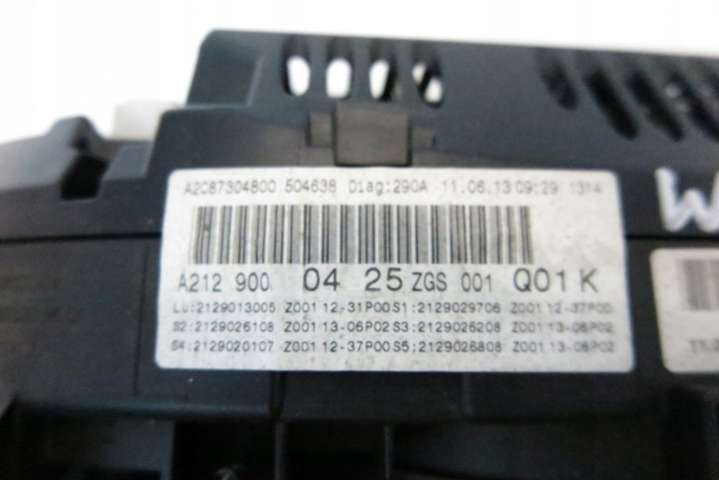 A2C87304800 504638 Diag:290A 11.06.13 09:29 1314
A212 900 04 25 ZGS 001 Q01 K
LU:2129013005 Z001 12-31P00 S1:2129029706 Z001 12-37P00
S2:2129026108 Z001 13-06P02 S3:2129026208 Z001 13-06P02
S4:2129020107 Z001 12-37P00 S5:2129026808 Z001 13-06P02